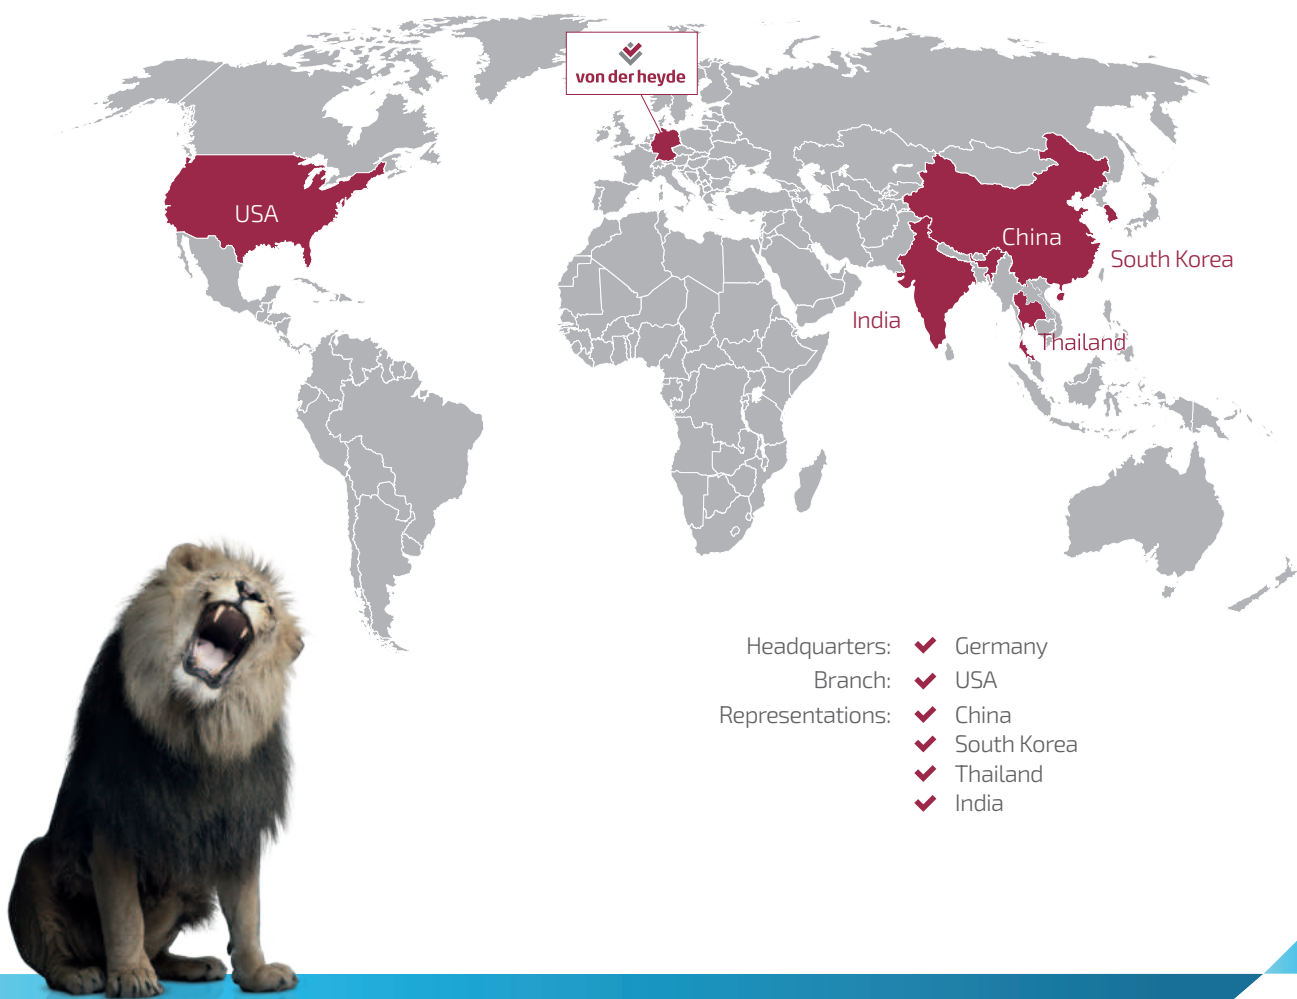 von der heyde
USA
China
South Korea
India
Thailand
Headquarters: Germany
Branch: USA
Representations: China
South Korea
Thailand
India